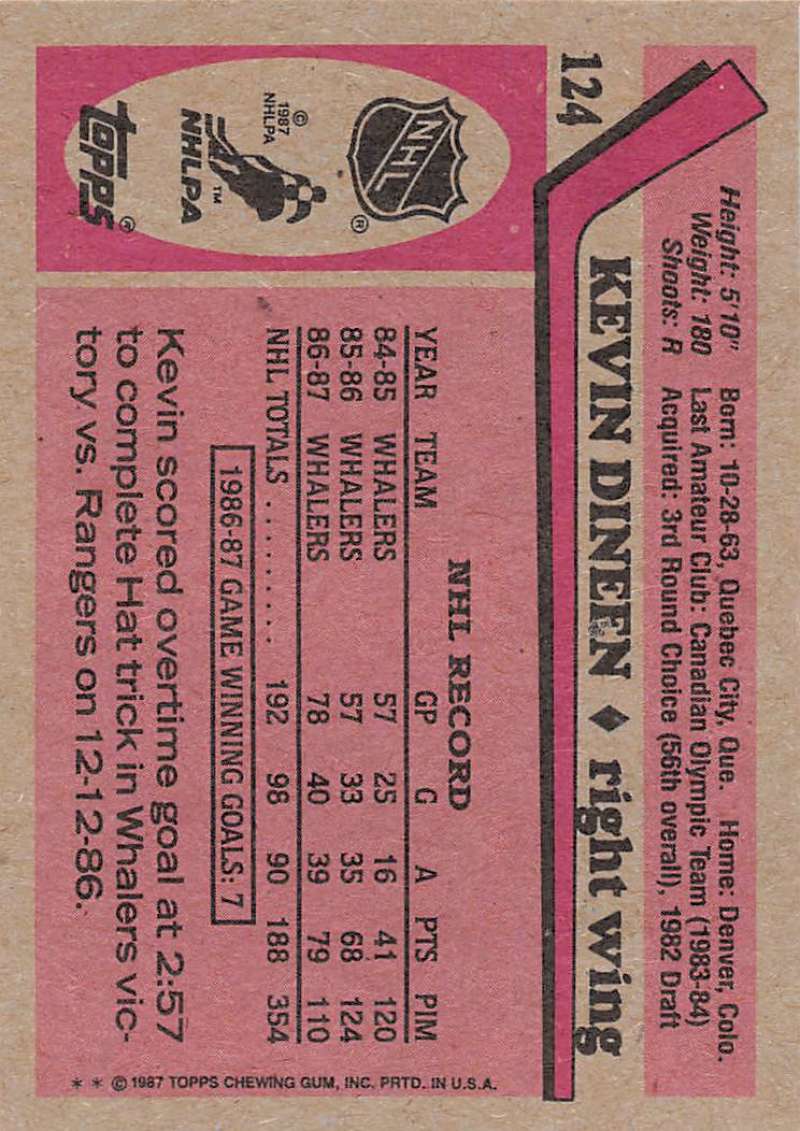 124
Height: 5'10" Born: 10-28-63, Quebec City, Que. Home: Denver, Colo.
Weight: 180 Last Amateur Club: Canadian Olympic Team (1983-84)
Shoots: R Acquired: 3rd Round Choice (56th overall), 1982 Draft
KEVIN DINEEN ♦ right wing
NHL
®
© 1987 NHLPA
NHLPA™
TOPPS®
NHL RECORD
YEAR TEAM GP G A PTS PIM
84-85 WHALERS 57 25 16 41 120
85-86 WHALERS 57 33 35 68 124
86-87 WHALERS 78 40 39 79 110
NHL TOTALS .......... 192 98 90 188 354
1986-87 GAME WINNING GOALS: 7
Kevin scored overtime goal at 2:57
to complete Hat trick in Whalers vic-
tory vs. Rangers on 12-12-86.
* * © 1987 TOPPS CHEWING GUM, INC. PRTD. IN U.S.A.